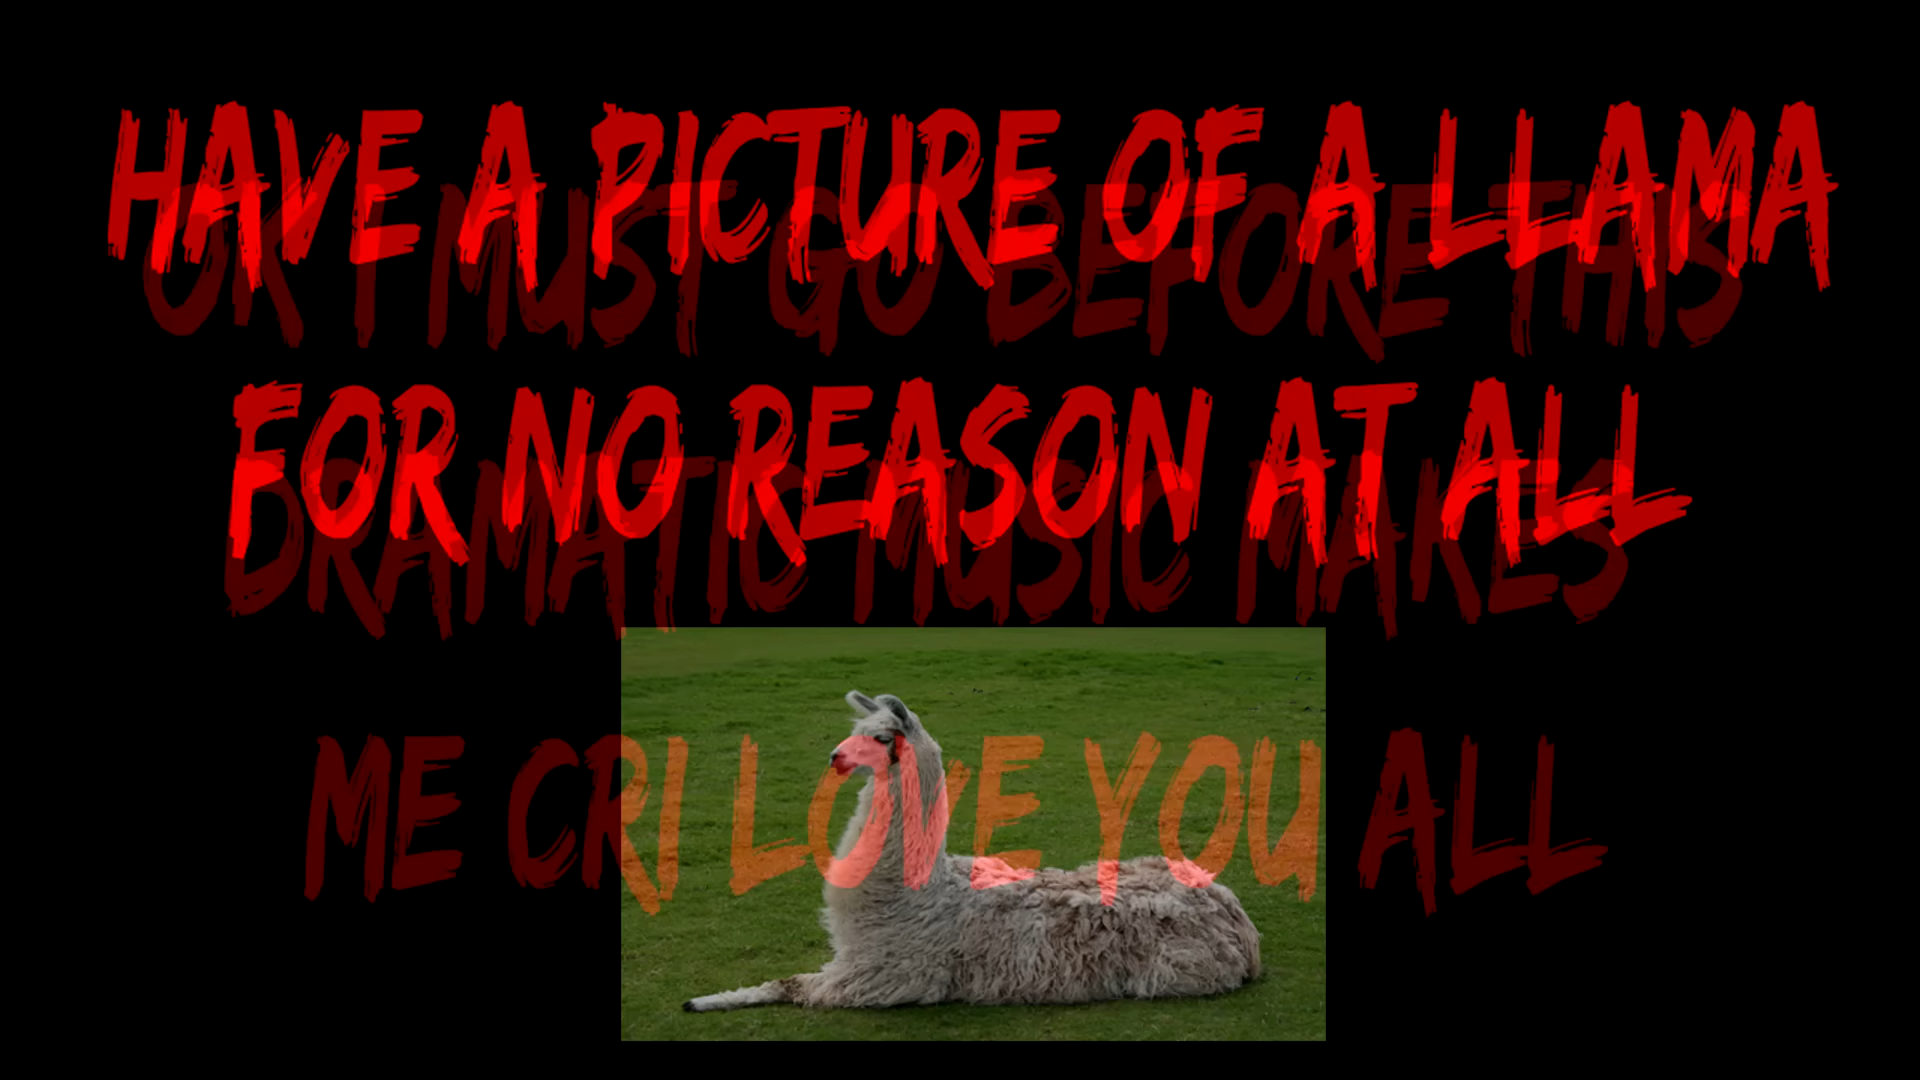 HAVE A PICTURE OF A LLAMA
FOR NO REASON AT ALL
OK I MUST GO BEFORE THIS
DRAMATIC MUSIC MAKES
ME CRI LOVE YOU ALL